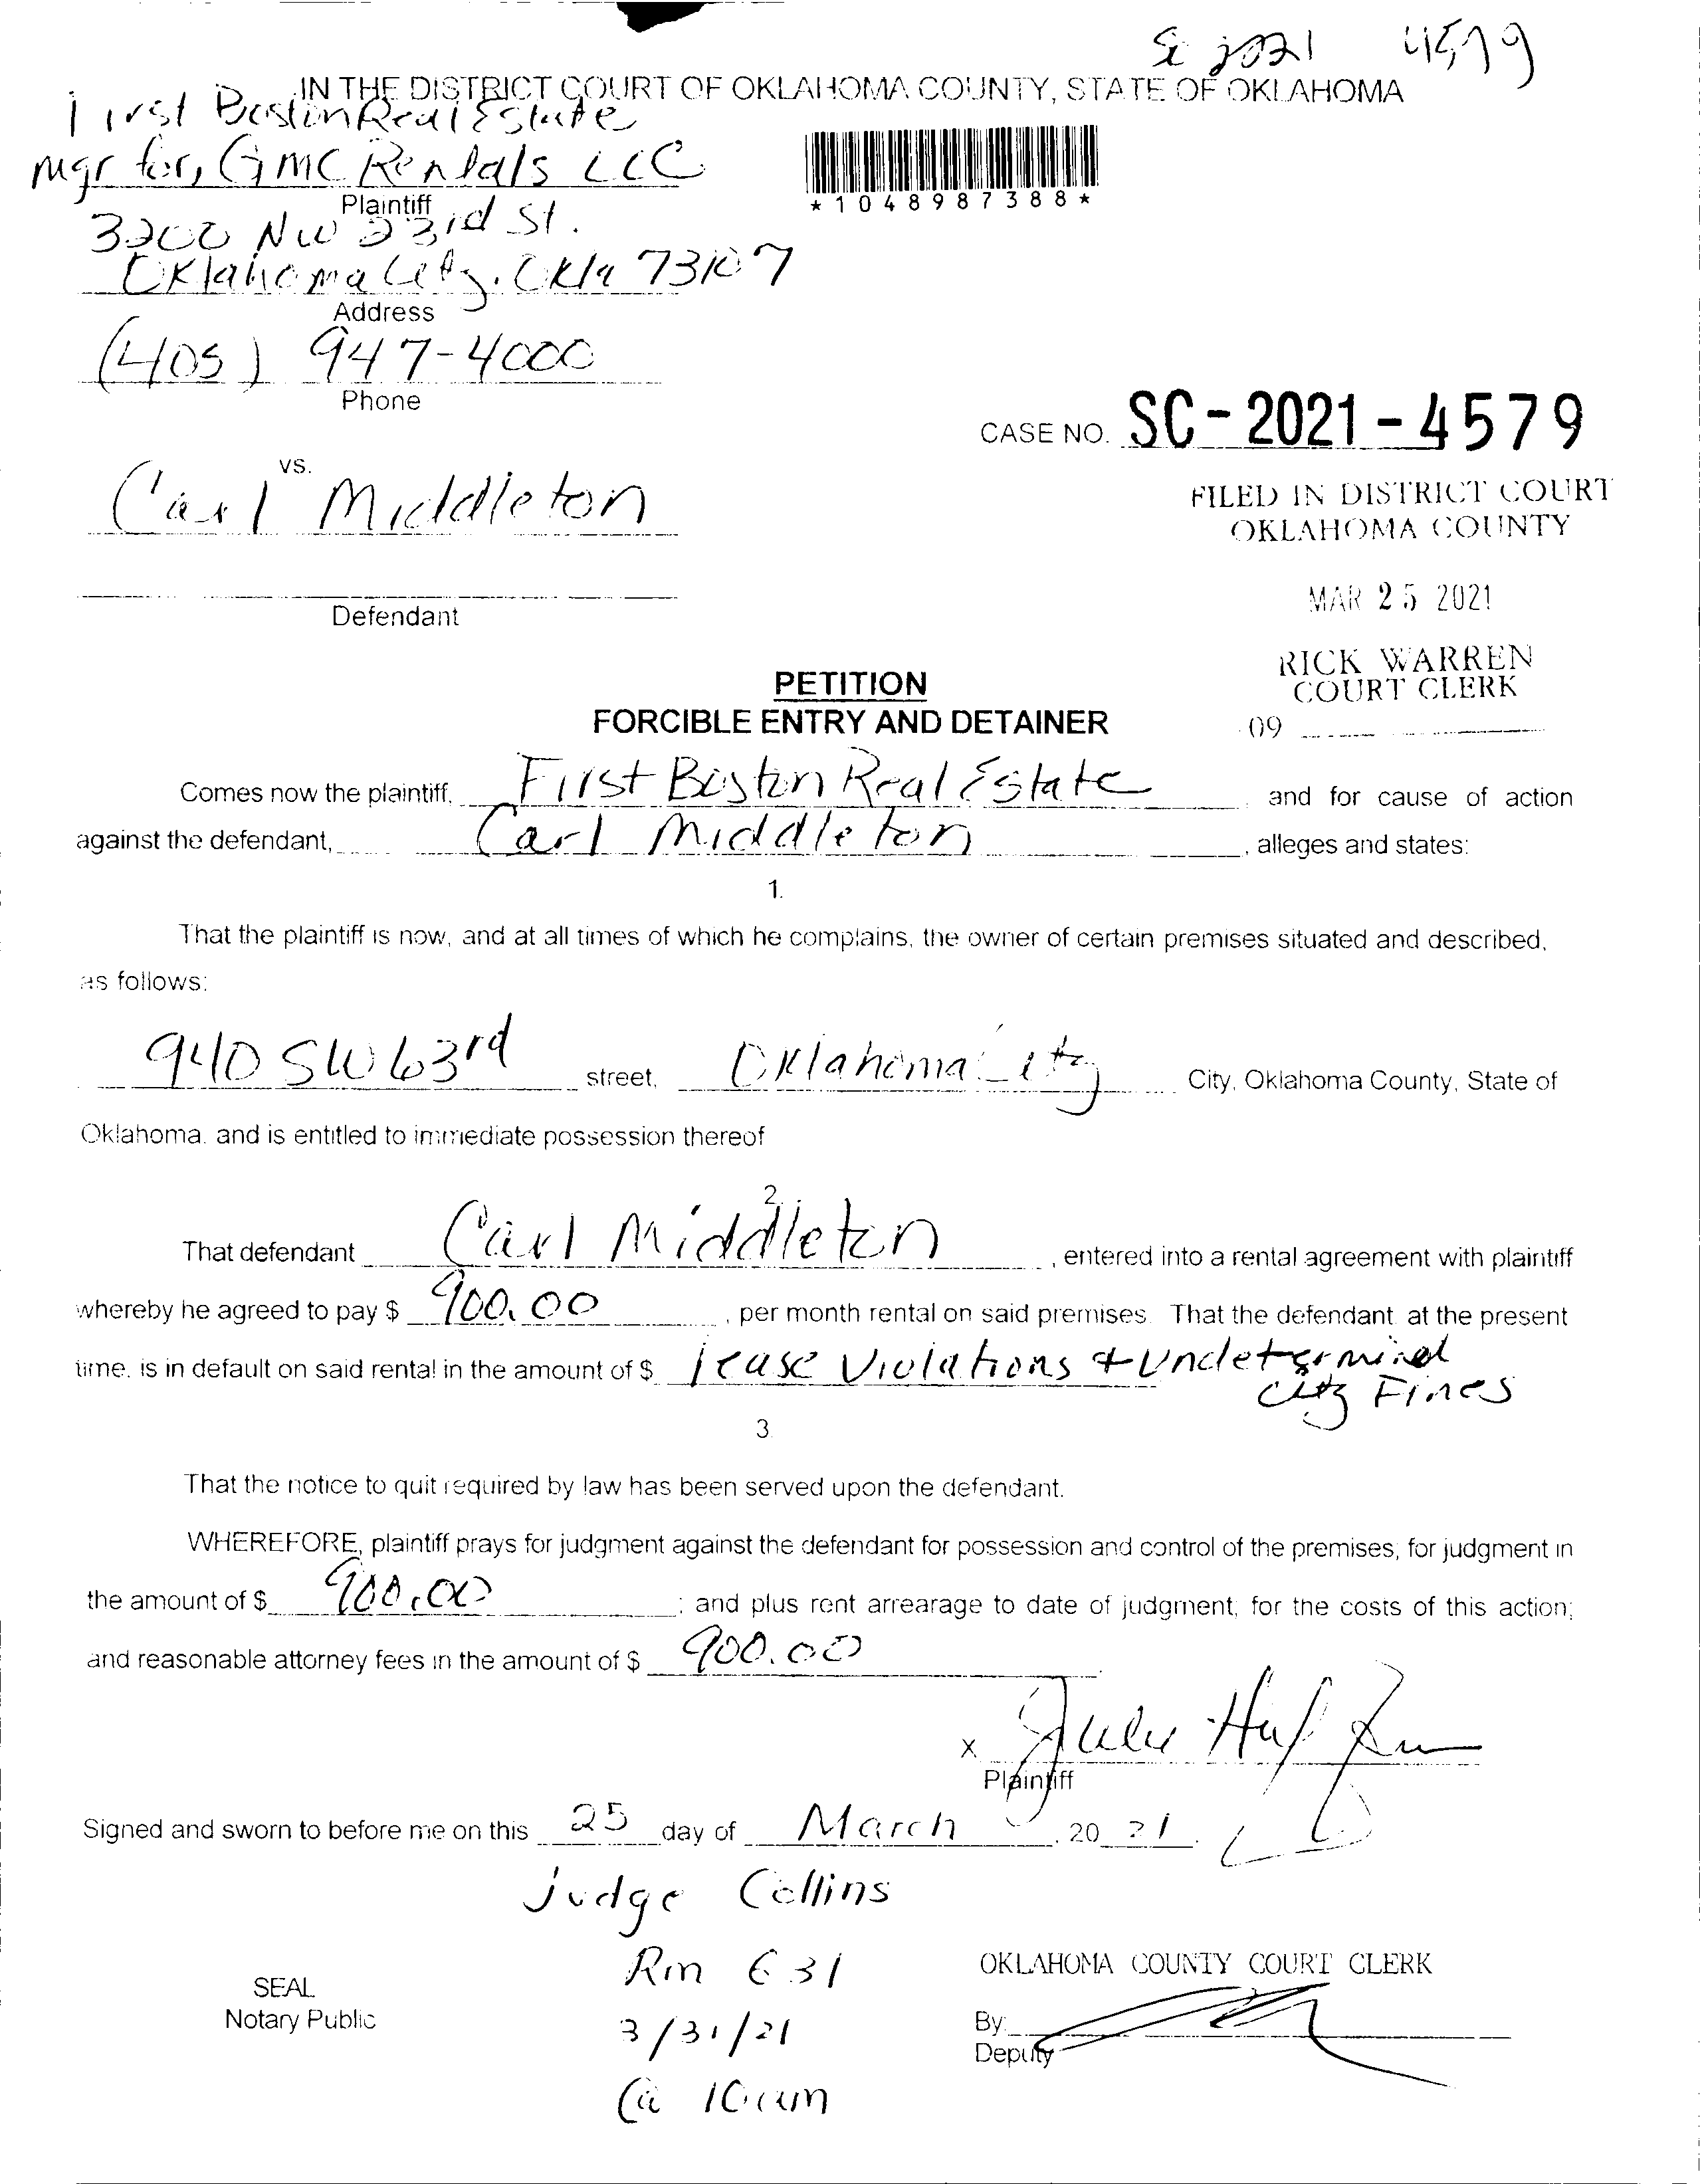 SC 2021 4579
IN THE DISTRICT COURT OF OKLAHOMA COUNTY, STATE OF OKLAHOMA
First Boston Real Estate
mgr for, GMC Rentals LLC
Plaintiff
*1048987388*
3200 NW 23rd St.
Oklahoma City, Okla 73107
Address
(405) 947-4000
Phone
CASE NO. SC-2021-4579
vs.
Carl Middleton
FILED IN DISTRICT COURT
OKLAHOMA COUNTY
Defendant
MAR 25 2021
RICK WARREN
COURT CLERK
09
PETITION
FORCIBLE ENTRY AND DETAINER
Comes now the plaintiff, First Boston Real Estate and for cause of action
against the defendant, Carl Middleton, alleges and states:
1.
That the plaintiff is now, and at all times of which he complains, the owner of certain premises situated and described,
as follows:
940 SW 63rd street, Oklahoma City City, Oklahoma County, State of
Oklahoma, and is entitled to immediate possession thereof
2.
That defendant Carl Middleton, entered into a rental agreement with plaintiff
whereby he agreed to pay $ 900.00, per month rental on said premises. That the defendant at the present
time, is in default on said rental in the amount of $ lease Violations + Undetermined
City Fines
3.
That the notice to quit required by law has been served upon the defendant.
WHEREFORE, plaintiff prays for judgment against the defendant for possession and control of the premises, for judgment in
the amount of $ 900.00; and plus rent arrearage to date of judgment; for the costs of this action;
and reasonable attorney fees in the amount of $ 900.00
x
Plaintiff
Signed and sworn to before me on this 25 day of March, 20 21.
Judge Collins
Rm 631
3/31/21
@ 10am
SEAL
Notary Public
OKLAHOMA COUNTY COURT CLERK
By:
Deputy